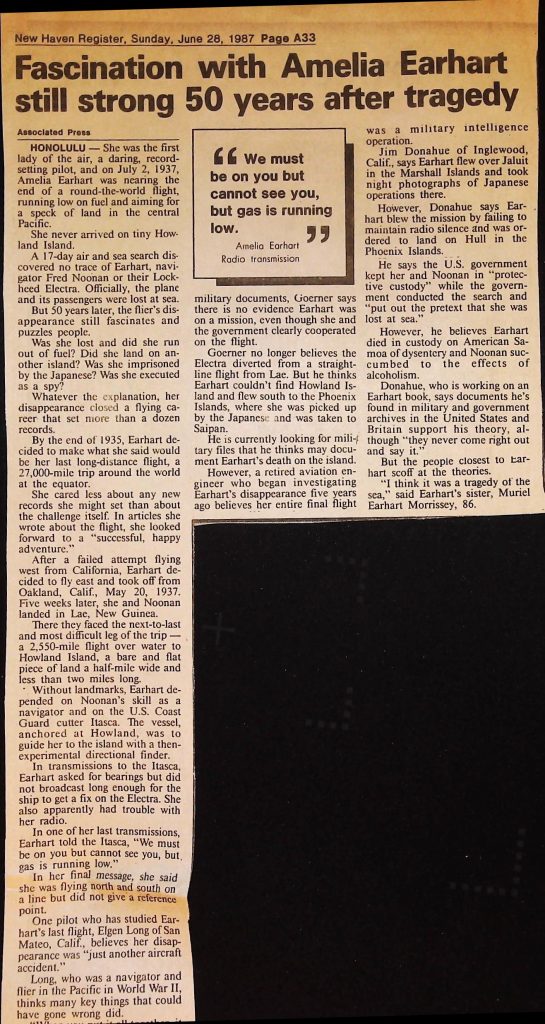 New Haven Register, Sunday, June 28, 1987 Page A33
Fascination with Amelia Earhart
still strong 50 years after tragedy
Associated Press
HONOLULU — She was the first
lady of the air, a daring, record-
setting pilot, and on July 2, 1937,
Amelia Earhart was nearing the
end of a round-the-world flight,
running low on fuel and aiming for
a speck of land in the central
Pacific.
She never arrived on tiny How-
land Island.
A 17-day air and sea search dis-
covered no trace of Earhart, navi-
gator Fred Noonan or their Lock-
heed Electra. Officially, the plane
and its passengers were lost at sea.
But 50 years later, the flier's dis-
appearance still fascinates and
puzzles people.
Was she lost and did she run
out of fuel? Did she land on an-
other island? Was she imprisoned
by the Japanese? Was she executed
as a spy?
Whatever the explanation, her
disappearance closed a flying ca-
reer that set more than a dozen
records.
By the end of 1935, Earhart de-
cided to make what she said would
be her last long-distance flight, a
27,000-mile trip around the world
at the equator.
She cared less about any new
records she might set than about
the challenge itself. In articles she
wrote about the flight, she looked
forward to a "successful, happy
adventure."
After a failed attempt flying
west from California, Earhart de-
cided to fly east and took off from
Oakland, Calif., May 20, 1937.
Five weeks later, she and Noonan
landed in Lae, New Guinea.
There they faced the next-to-last
and most difficult leg of the trip —
a 2,550-mile flight over water to
Howland Island, a bare and flat
piece of land a half-mile wide and
less than two miles long.
Without landmarks, Earhart de-
pended on Noonan's skill as a
navigator and on the U.S. Coast
Guard cutter Itasca. The vessel,
anchored at Howland, was to
guide her to the island with a then-
experimental directional finder.
In transmissions to the Itasca,
Earhart asked for bearings but did
not broadcast long enough for the
ship to get a fix on the Electra. She
also apparently had trouble with
her radio.
In one of her last transmissions,
Earhart told the Itasca, "We must
be on you but cannot see you, but
gas is running low."
In her final message, she said
she was flying north and south on
a line but did not give a reference
point.
One pilot who has studied Ear-
hart's last flight, Elgen Long of San
Mateo, Calif., believes her disap-
pearance was "just another aircraft
accident."
Long, who was a navigator and
flier in the Pacific in World War II,
thinks many key things that could
have gone wrong did.
“ We must
be on you but
cannot see you,
but gas is running
low. ”
Amelia Earhart
Radio transmission
military documents, Goerner says
there is no evidence Earhart was
on a mission, even though she and
the government clearly cooperated
on the flight.
Goerner no longer believes the
Electra diverted from a straight-
line flight from Lae. But he thinks
Earhart couldn't find Howland Is-
land and flew south to the Phoenix
Islands, where she was picked up
by the Japanese and was taken to
Saipan.
He is currently looking for mili-
tary files that he thinks may docu-
ment Earhart's death on the island.
However, a retired aviation en-
gineer who began investigating
Earhart's disappearance five years
ago believes her entire final flight
was a military intelligence
operation.
Jim Donahue of Inglewood,
Calif., says Earhart flew over Jaluit
in the Marshall Islands and took
night photographs of Japanese
operations there.
However, Donahue says Ear-
hart blew the mission by failing to
maintain radio silence and was or-
dered to land on Hull in the
Phoenix Islands.
He says the U.S. government
kept her and Noonan in "protec-
tive custody" while the govern-
ment conducted the search and
"put out the pretext that she was
lost at sea."
However, he believes Earhart
died in custody on American Sa-
moa of dysentery and Noonan suc-
cumbed to the effects of
alcoholism.
Donahue, who is working on an
Earhart book, says documents he's
found in military and government
archives in the United States and
Britain support his theory, al-
though "they never come right out
and say it."
But the people closest to Ear-
hart scoff at the theories.
"I think it was a tragedy of the
sea," said Earhart's sister, Muriel
Earhart Morrissey, 86.